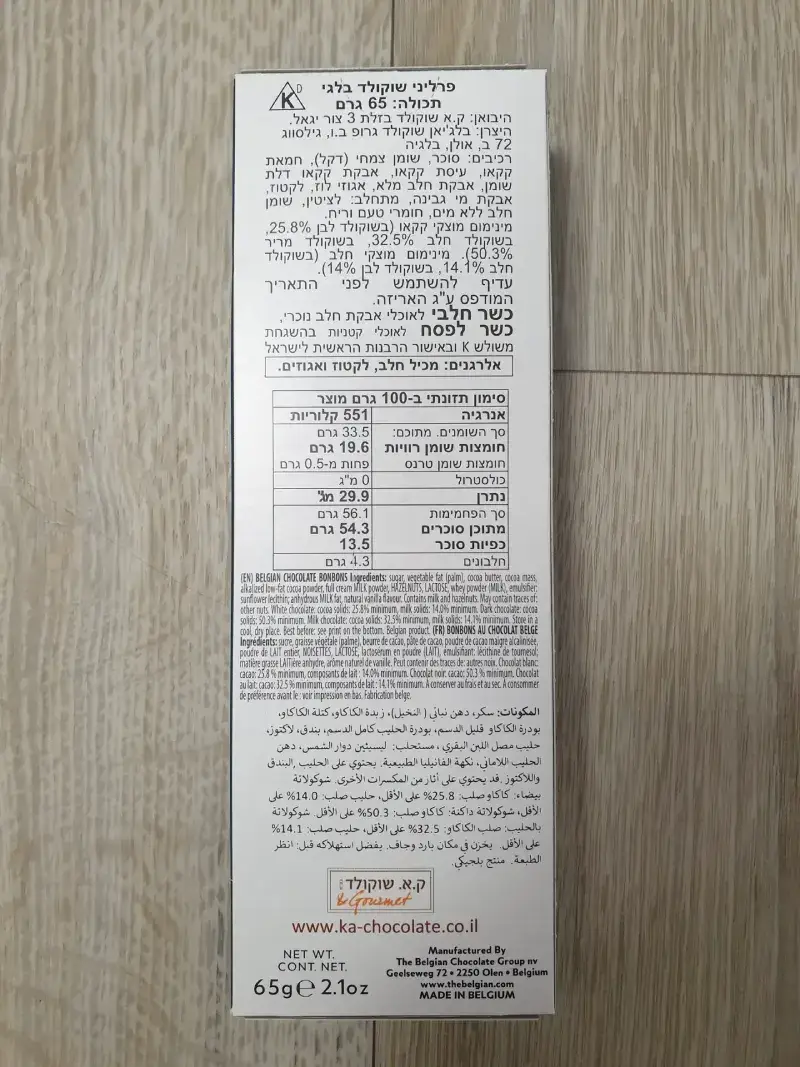 פרליני שוקולד בלגי
תכולה: 65 גרם
D
K
היבואן: ק.א שוקולד בזלת 3 צור יגאל.
היצרן: בלג'יאן שוקולד גרופ ב.ו, גילסווג
72 ב, אולן, בלגיה
רכיבים: סוכר, שומן צמחי (דקל), חמאת
קקאו, עיסת קקאו, אבקת קקאו דלת
שומן, אבקת חלב מלא, אגוזי לוז, לקטוז,
אבקת מי גבינה, מתחלב: לציטין, שומן
חלב ללא מים, חומרי טעם וריח.
מינימום מוצקי קקאו (בשוקולד לבן 25.8%,
בשוקולד חלב 32.5%, בשוקולד מריר
50.3%). מינימום מוצקי חלב (בשוקולד
חלב 14.1%, בשוקולד לבן 14%).
עדיף להשתמש לפני התאריך
המודפס ע"ג האריזה.
כשר חלבי לאוכלי אבקת חלב נוכרי,
כשר לפסח לאוכלי קטניות בהשגחת
משולש K ובאישור הרבנות הראשית לישראל
אלרגנים: מכיל חלב, לקטוז ואגוזים.
סימון תזונתי ב-100 גרם מוצר
אנרגיה 551 קלוריות
סך השומנים. מתוכם: 33.5 גרם
חומצות שומן רוויות 19.6 גרם
חומצות שומן טרנס פחות מ-0.5 גרם
כולסטרול 0 מ"ג
נתרן 29.9 מג'
סך הפחמימות 56.1 גרם
מתוכן סוכרים 54.3 גרם
כפיות סוכר 13.5
חלבונים 4.3 גרם
(EN) BELGIAN CHOCOLATE BONBONS Ingredients: sugar, vegetable fat (palm), cocoa butter, cocoa mass,
alkalized low-fat cocoa powder, full cream MILK powder, HAZELNUTS, LACTOSE, whey powder (MILK), emulsifier:
sunflower lecithin; anhydrous MILK fat, natural vanilla flavour. Contains milk and hazelnuts. May contain traces of:
other nuts. White chocolate: cocoa solids: 25.8% minimum, milk solids: 14.0% minimum. Dark chocolate: cocoa
solids: 50.3% minimum. Milk chocolate: cocoa solids: 32.5% minimum, milk solids: 14.1% minimum. Store in a
cool, dry place. Best before: see print on the bottom. Belgian product. (FR) BONBONS AU CHOCOLAT BELGE
Ingrédients: sucre, graisse végétale (palme), beurre de cacao, pâte de cacao, poudre de cacao maigre alcalinisée,
poudre de LAIT entier, NOISETTES, LACTOSE, lactosérum en poudre (LAIT), émulsifiant: lécithine de tournesol;
matière grasse LAITière anhydre, arôme naturel de vanille. Peut contenir des traces de: autres noix. Chocolat blanc:
cacao: 25.8 % minimum, composants de lait : 14.0% minimum. Chocolat noir: cacao: 50.3 % minimum. Chocolat
au lait: cacao: 32.5 % minimum, composants de lait : 14.1% minimum. A conserver au frais et au sec. A consommer
de préférence avant le : voir impression en bas. Fabrication belge.
المكونات: سكر، دهن نباتي ( النخيل)، زبدة الكاكاو، كتلة الكاكاو،
بودرة الكاكاو قليل الدسم، بودرة الحليب كامل الدسم، بندق، لاكتوز،
حليب مصل اللبن البقري ، مستحلب: ليسيثين دوار الشمس، دهن
الحليب اللامائي، نكهة الفانيليا الطبيعية. يحتوي على الحليب ,البندق
واللاكتوز .قد يحتوي على أثار من المكسرات الأخرى. شوكولاتة
بيضاء: كاكاو صلب: 25.8% على الأقل، حليب صلب: 14.0% على
الأقل، شوكولاتة داكنة: كاكاو صلب: 50.3% على الأقل. شوكولاتة
بالحليب: صلب الكاكاو: 32.5% على الأقل، حليب صلب: 14.1%
على الأقل. يخزن في مكان بارد وجاف. يفضل استهلاكه قبل: انظر
الطبعة. منتج بلجيكي.
ק.א. שוקולד
& Gourmet
www.ka-chocolate.co.il
NET WT.
CONT. NET.
65g℮ 2.1oz
Manufactured By
The Belgian Chocolate Group nv
Geelseweg 72 • 2250 Olen • Belgium
www.thebelgian.com
MADE IN BELGIUM